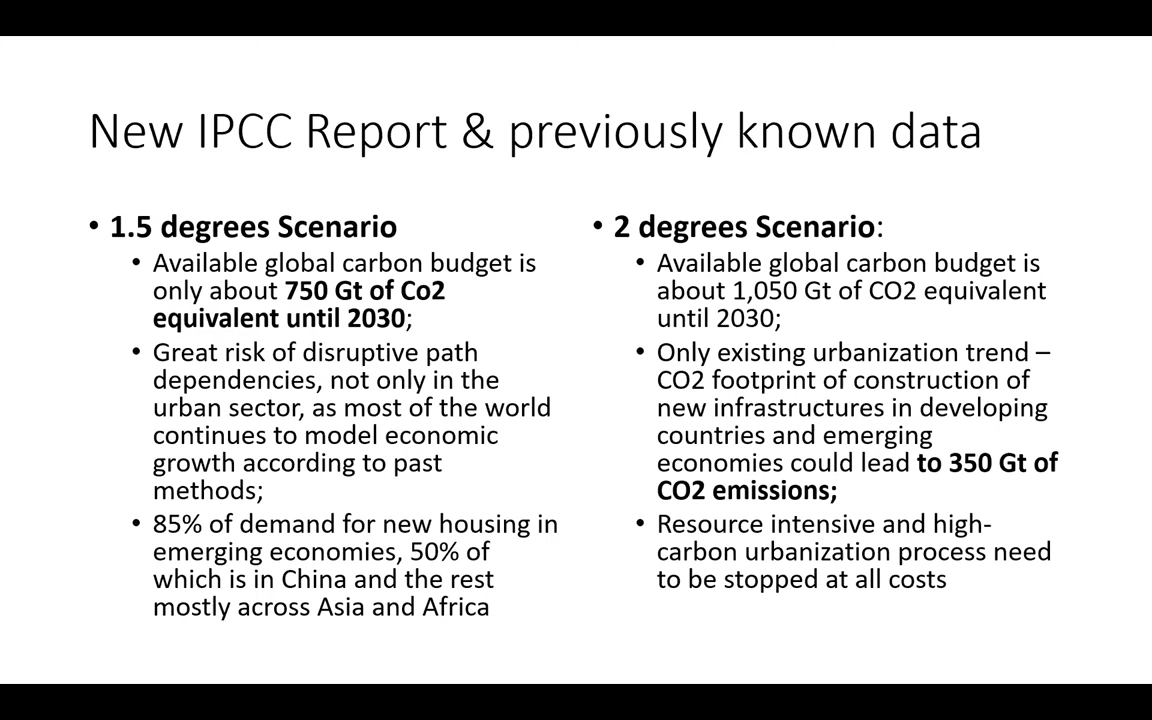 New IPCC Report & previously known data
• 1.5 degrees Scenario
• Available global carbon budget is
only about 750 Gt of Co2
equivalent until 2030;
• Great risk of disruptive path
dependencies, not only in the
urban sector, as most of the world
continues to model economic
growth according to past
methods;
• 85% of demand for new housing in
emerging economies, 50% of
which is in China and the rest
mostly across Asia and Africa
• 2 degrees Scenario:
• Available global carbon budget is
about 1,050 Gt of CO2 equivalent
until 2030;
• Only existing urbanization trend –
CO2 footprint of construction of
new infrastructures in developing
countries and emerging
economies could lead to 350 Gt of
CO2 emissions;
• Resource intensive and high-
carbon urbanization process need
to be stopped at all costs